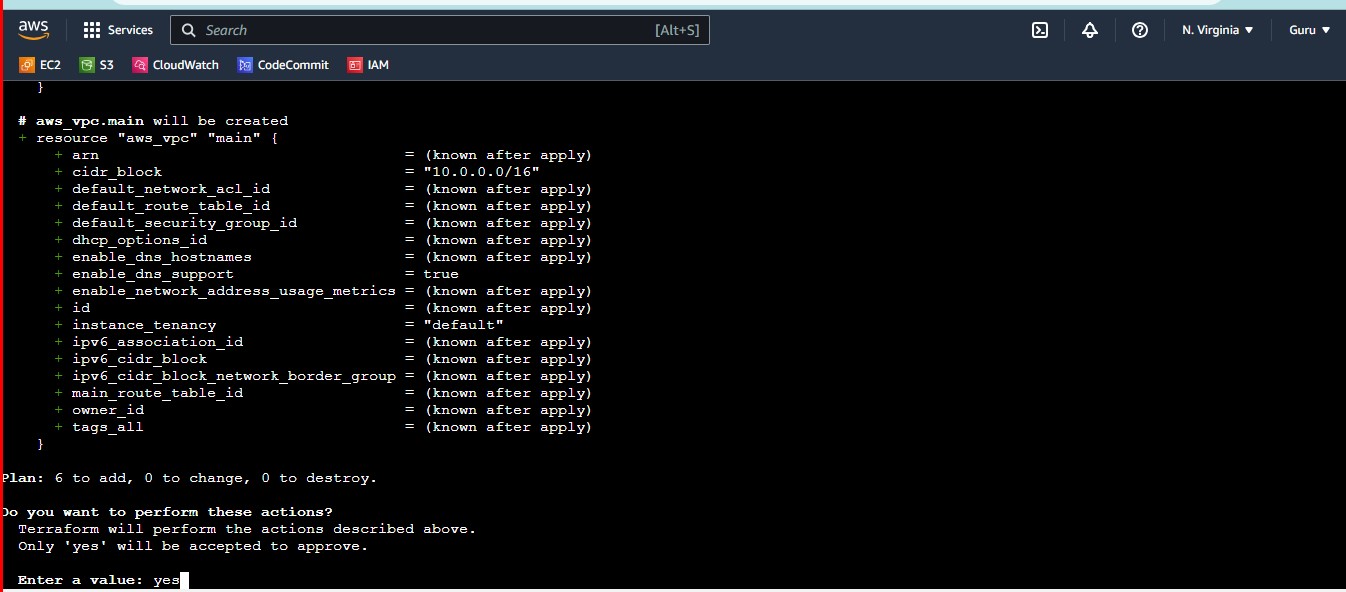 aws Services Search [Alt+S] N. Virginia ▼ Guru ▼
EC2 S3 CloudWatch CodeCommit IAM
}
# aws_vpc.main will be created
+ resource "aws_vpc" "main" {
+ arn = (known after apply)
+ cidr_block = "10.0.0.0/16"
+ default_network_acl_id = (known after apply)
+ default_route_table_id = (known after apply)
+ default_security_group_id = (known after apply)
+ dhcp_options_id = (known after apply)
+ enable_dns_hostnames = (known after apply)
+ enable_dns_support = true
+ enable_network_address_usage_metrics = (known after apply)
+ id = (known after apply)
+ instance_tenancy = "default"
+ ipv6_association_id = (known after apply)
+ ipv6_cidr_block = (known after apply)
+ ipv6_cidr_block_network_border_group = (known after apply)
+ main_route_table_id = (known after apply)
+ owner_id = (known after apply)
+ tags_all = (known after apply)
}
Plan: 6 to add, 0 to change, 0 to destroy.
Do you want to perform these actions?
Terraform will perform the actions described above.
Only 'yes' will be accepted to approve.
Enter a value: yes